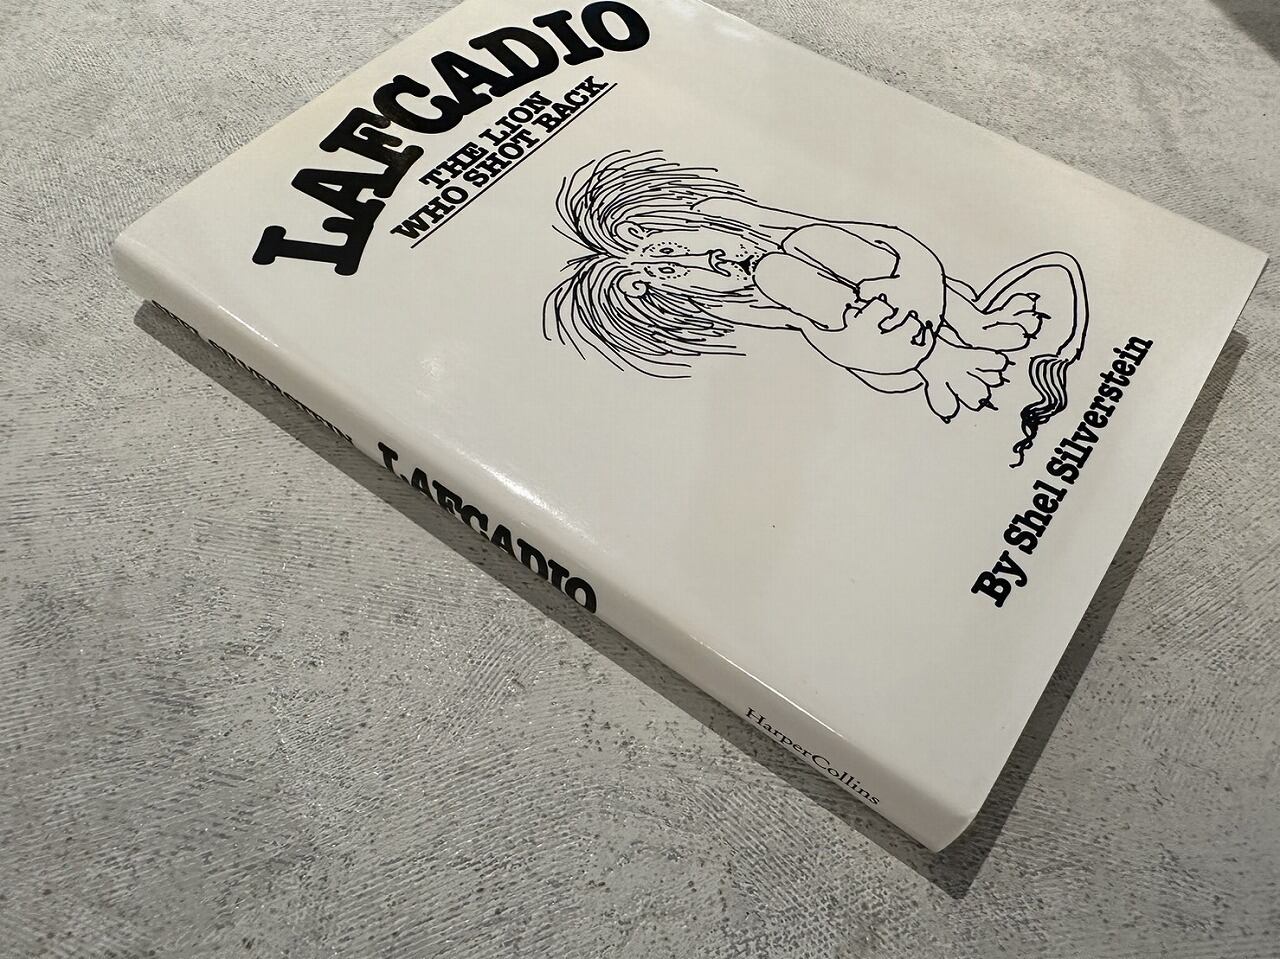 LAFCADIO
THE LION
WHO SHOT BACK
By Shel Silverstein
LAFCADIO
HarperCollins